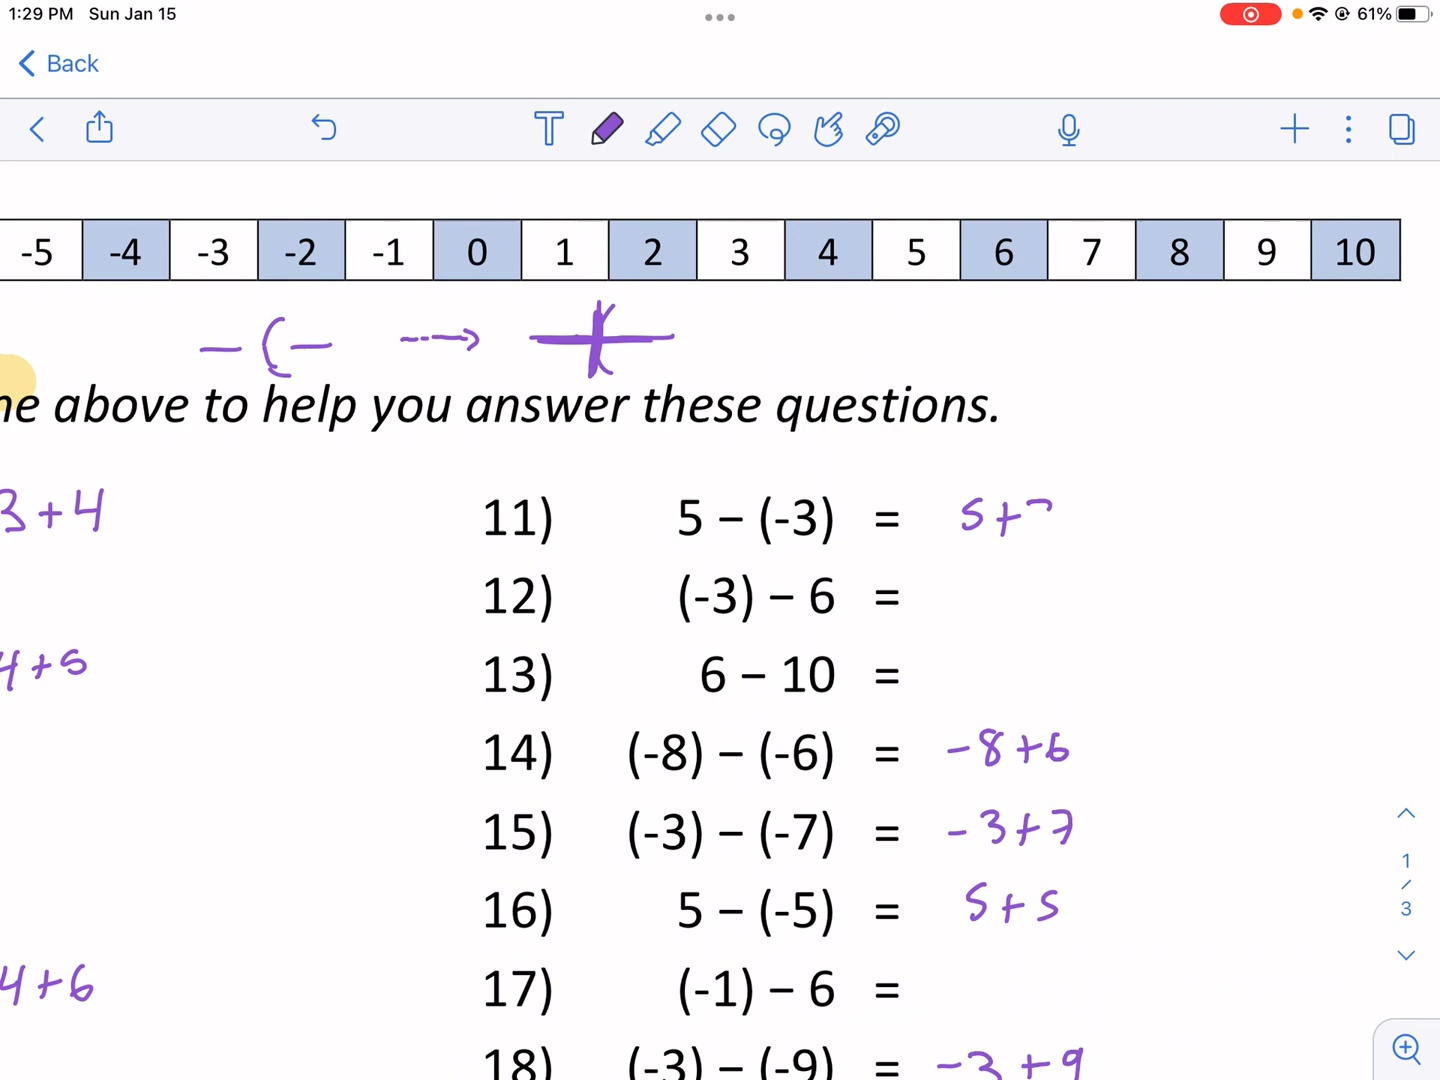 1:29 PM Sun Jan 15
61%
Back
-5 -4 -3 -2 -1 0 1 2 3 4 5 6 7 8 9 10
– (–
+
ne above to help you answer these questions.
3 + 4
11) 5 – (-3) = 5 +
12) (-3) – 6 =
13) 6 – 10 =
4 + 5
14) (-8) – (-6) = -8 + 6
15) (-3) – (-7) = -3 + 7
16) 5 – (-5) = 5 + 5
4 + 6
17) (-1) – 6 =
18) (-3) – (-9) = -3 + 9
1 / 3